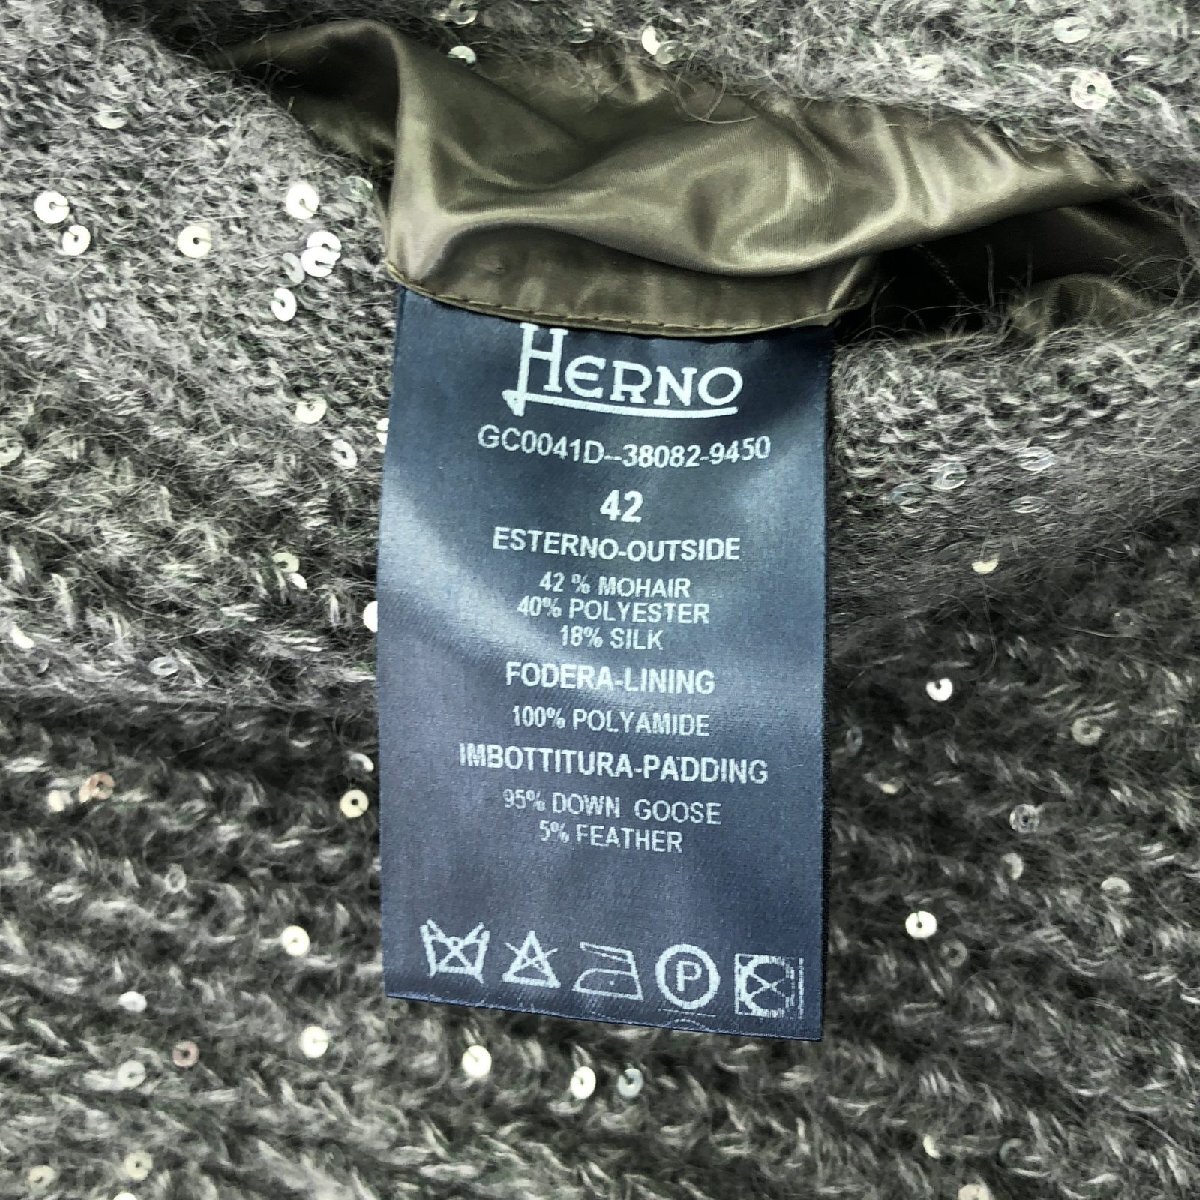 HERNO
GC0041D--38082-9450
42
ESTERNO-OUTSIDE
42 % MOHAIR
40% POLYESTER
18% SILK
FODERA-LINING
100% POLYAMIDE
IMBOTTITURA-PADDING
95% DOWN GOOSE
5% FEATHER
P